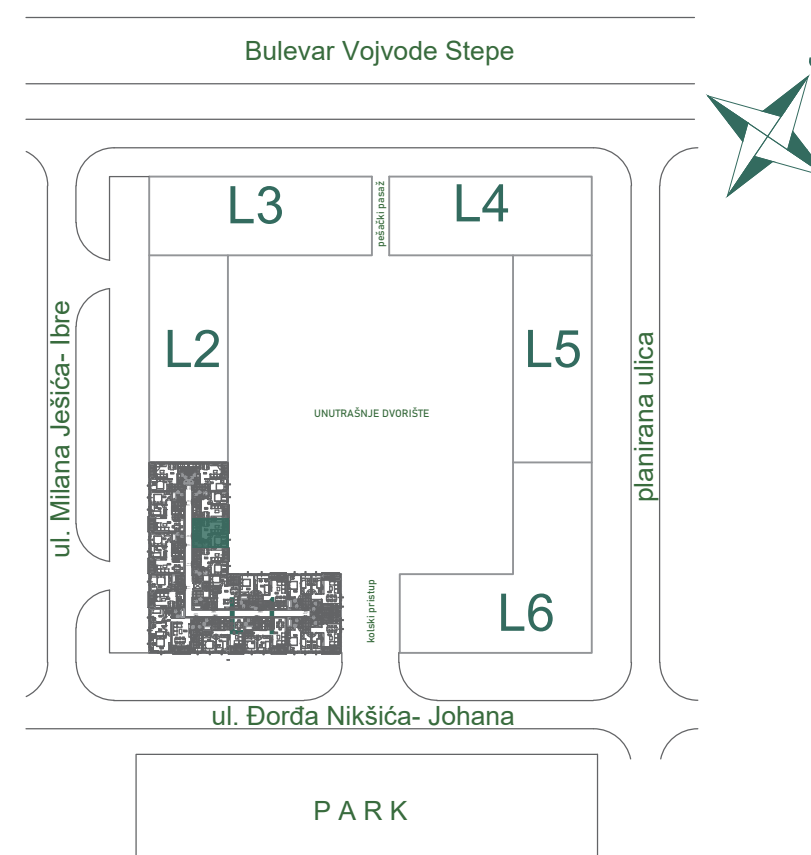 Bulevar Vojvode Stepe
L3
pešački pasaž
L4
L2
L5
ul. Milana Ješića- Ibre
planirana ulica
UNUTRAŠNJE DVORIŠTE
kolski pristup
L6
ul. Đorđa Nikšića- Johana
PARK